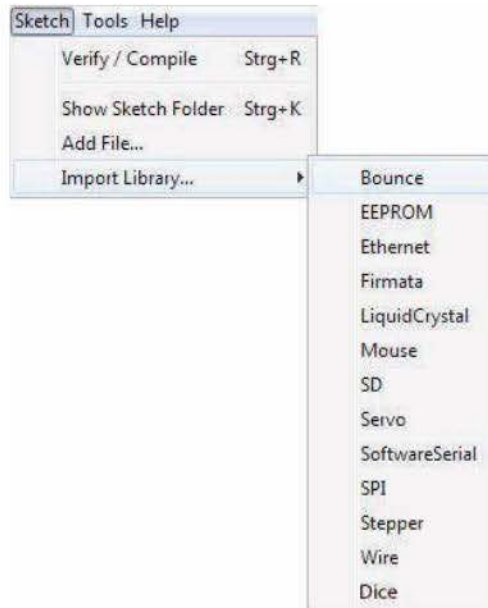 Sketch Tools Help
Verify / Compile Strg+R
Show Sketch Folder Strg+K
Add File...
Import Library...
Bounce
EEPROM
Ethernet
Firmata
LiquidCrystal
Mouse
SD
Servo
SoftwareSerial
SPI
Stepper
Wire
Dice